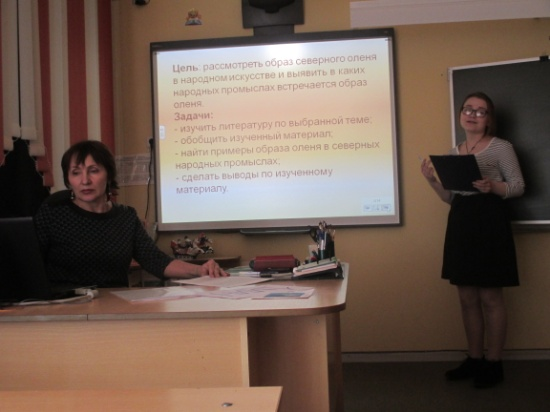 Цель: рассмотреть образ северного оленя
в народном искусстве и выявить в каких
народных промыслах встречается образ
оленя.
Задачи:
- изучить литературу по выбранной теме;
- обобщить изученный материал;
- найти примеры образа оленя в северных
народных промыслах;
- сделать выводы по изученному
материалу.